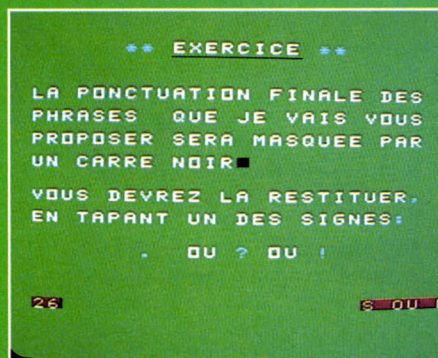 ** EXERCICE **
LA PONCTUATION FINALE DES
PHRASES QUE JE VAIS VOUS
PROPOSER SERA MASQUEE PAR
UN CARRE NOIR■
VOUS DEVREZ LA RESTITUER,
EN TAPANT UN DES SIGNES:
. OU ? OU !
26 S OU